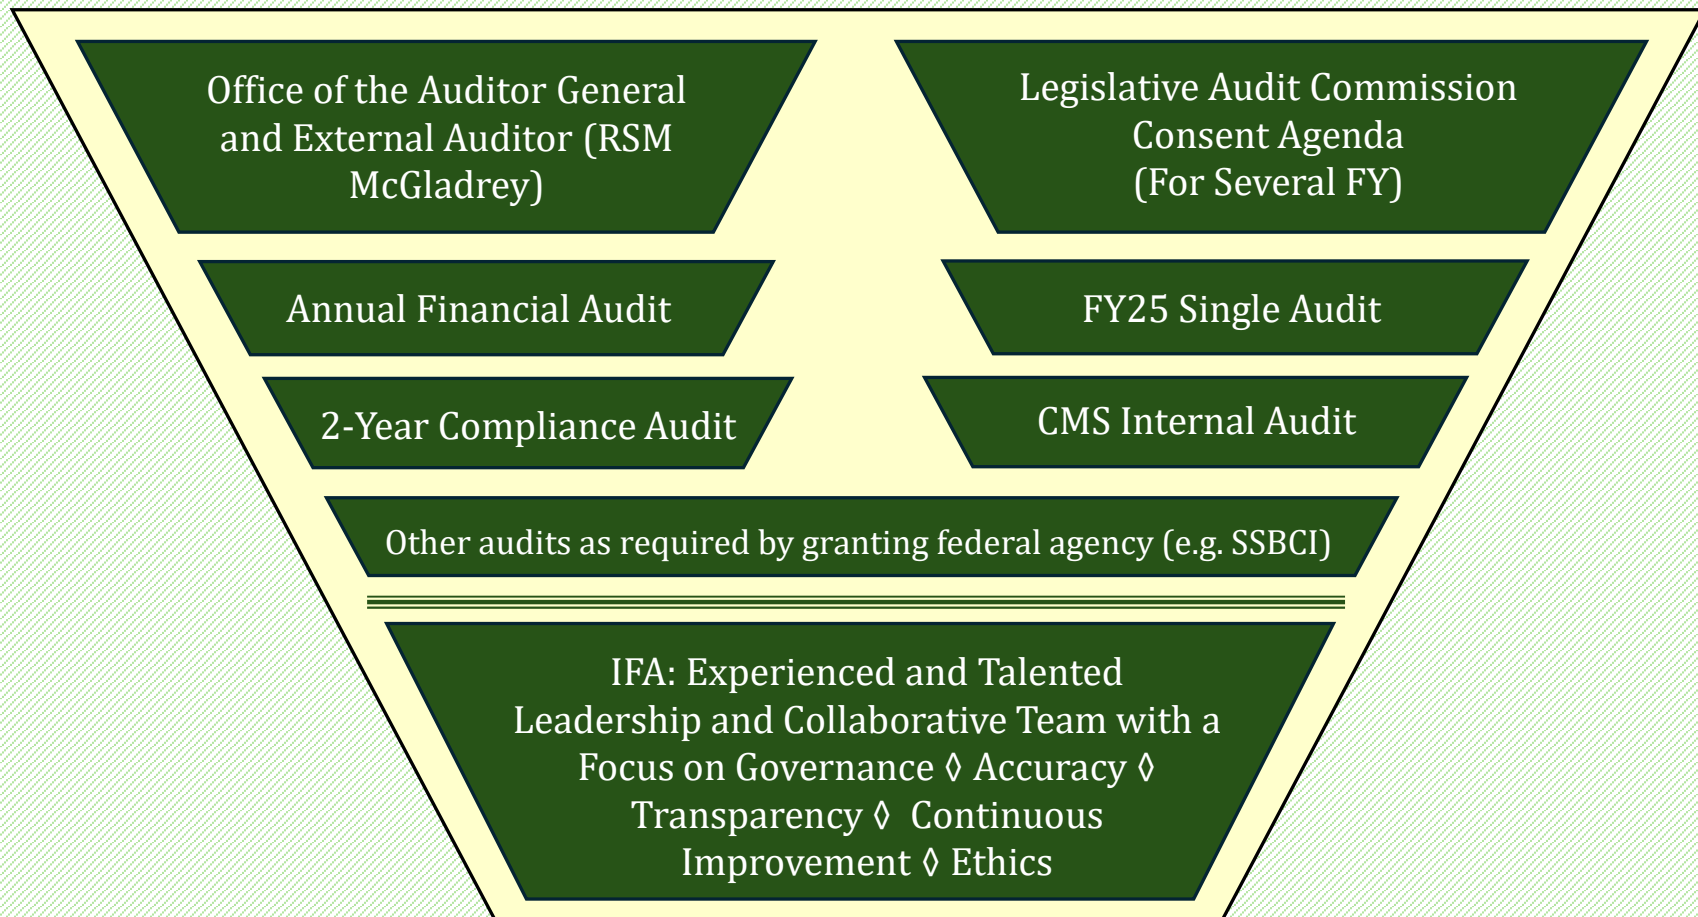 Office of the Auditor General
and External Auditor (RSM
McGladrey)
Legislative Audit Commission
Consent Agenda
(For Several FY)
Annual Financial Audit
FY25 Single Audit
2-Year Compliance Audit
CMS Internal Audit
Other audits as required by granting federal agency (e.g. SSBCI)
IFA: Experienced and Talented
Leadership and Collaborative Team with a
Focus on Governance ◊ Accuracy ◊
Transparency ◊  Continuous
Improvement ◊ Ethics